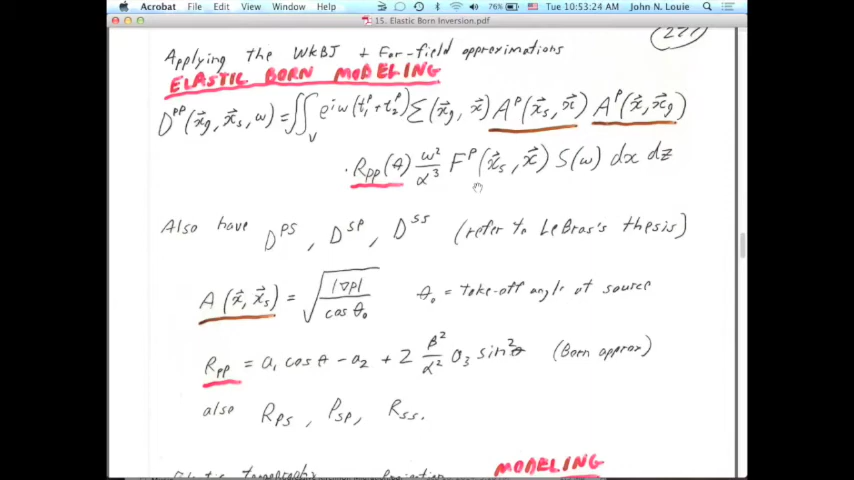 Acrobat File Edit View Window Help 76% Tue 10:53:24 AM John N. Louie
15. Elastic Born Inversion.pdf
Applying the WKBJ + far-field approximations
ELASTIC BORN MODELING
D^PP(x⃗g, x⃗s, ω) = ∬_V e^iω(t₁^P+t₂^P) Σ(x⃗g, x⃗) A^P(x⃗s, x⃗) A^P(x⃗, x⃗g)
· R_PP(θ) ω²/α³ F^P(x⃗s, x⃗) S(ω) dx dz
Also have D^PS, D^SP, D^SS (refer to LeBras's thesis)
A(x⃗, x⃗s) = √(|∇p|/cos θ₀) θ₀ = take-off angle at source
R_PP = a₁ cos θ − a₂ + 2 β²/α² a₃ sin²θ (Born approx)
also R_PS, P_SP, R_SS.
MODELING